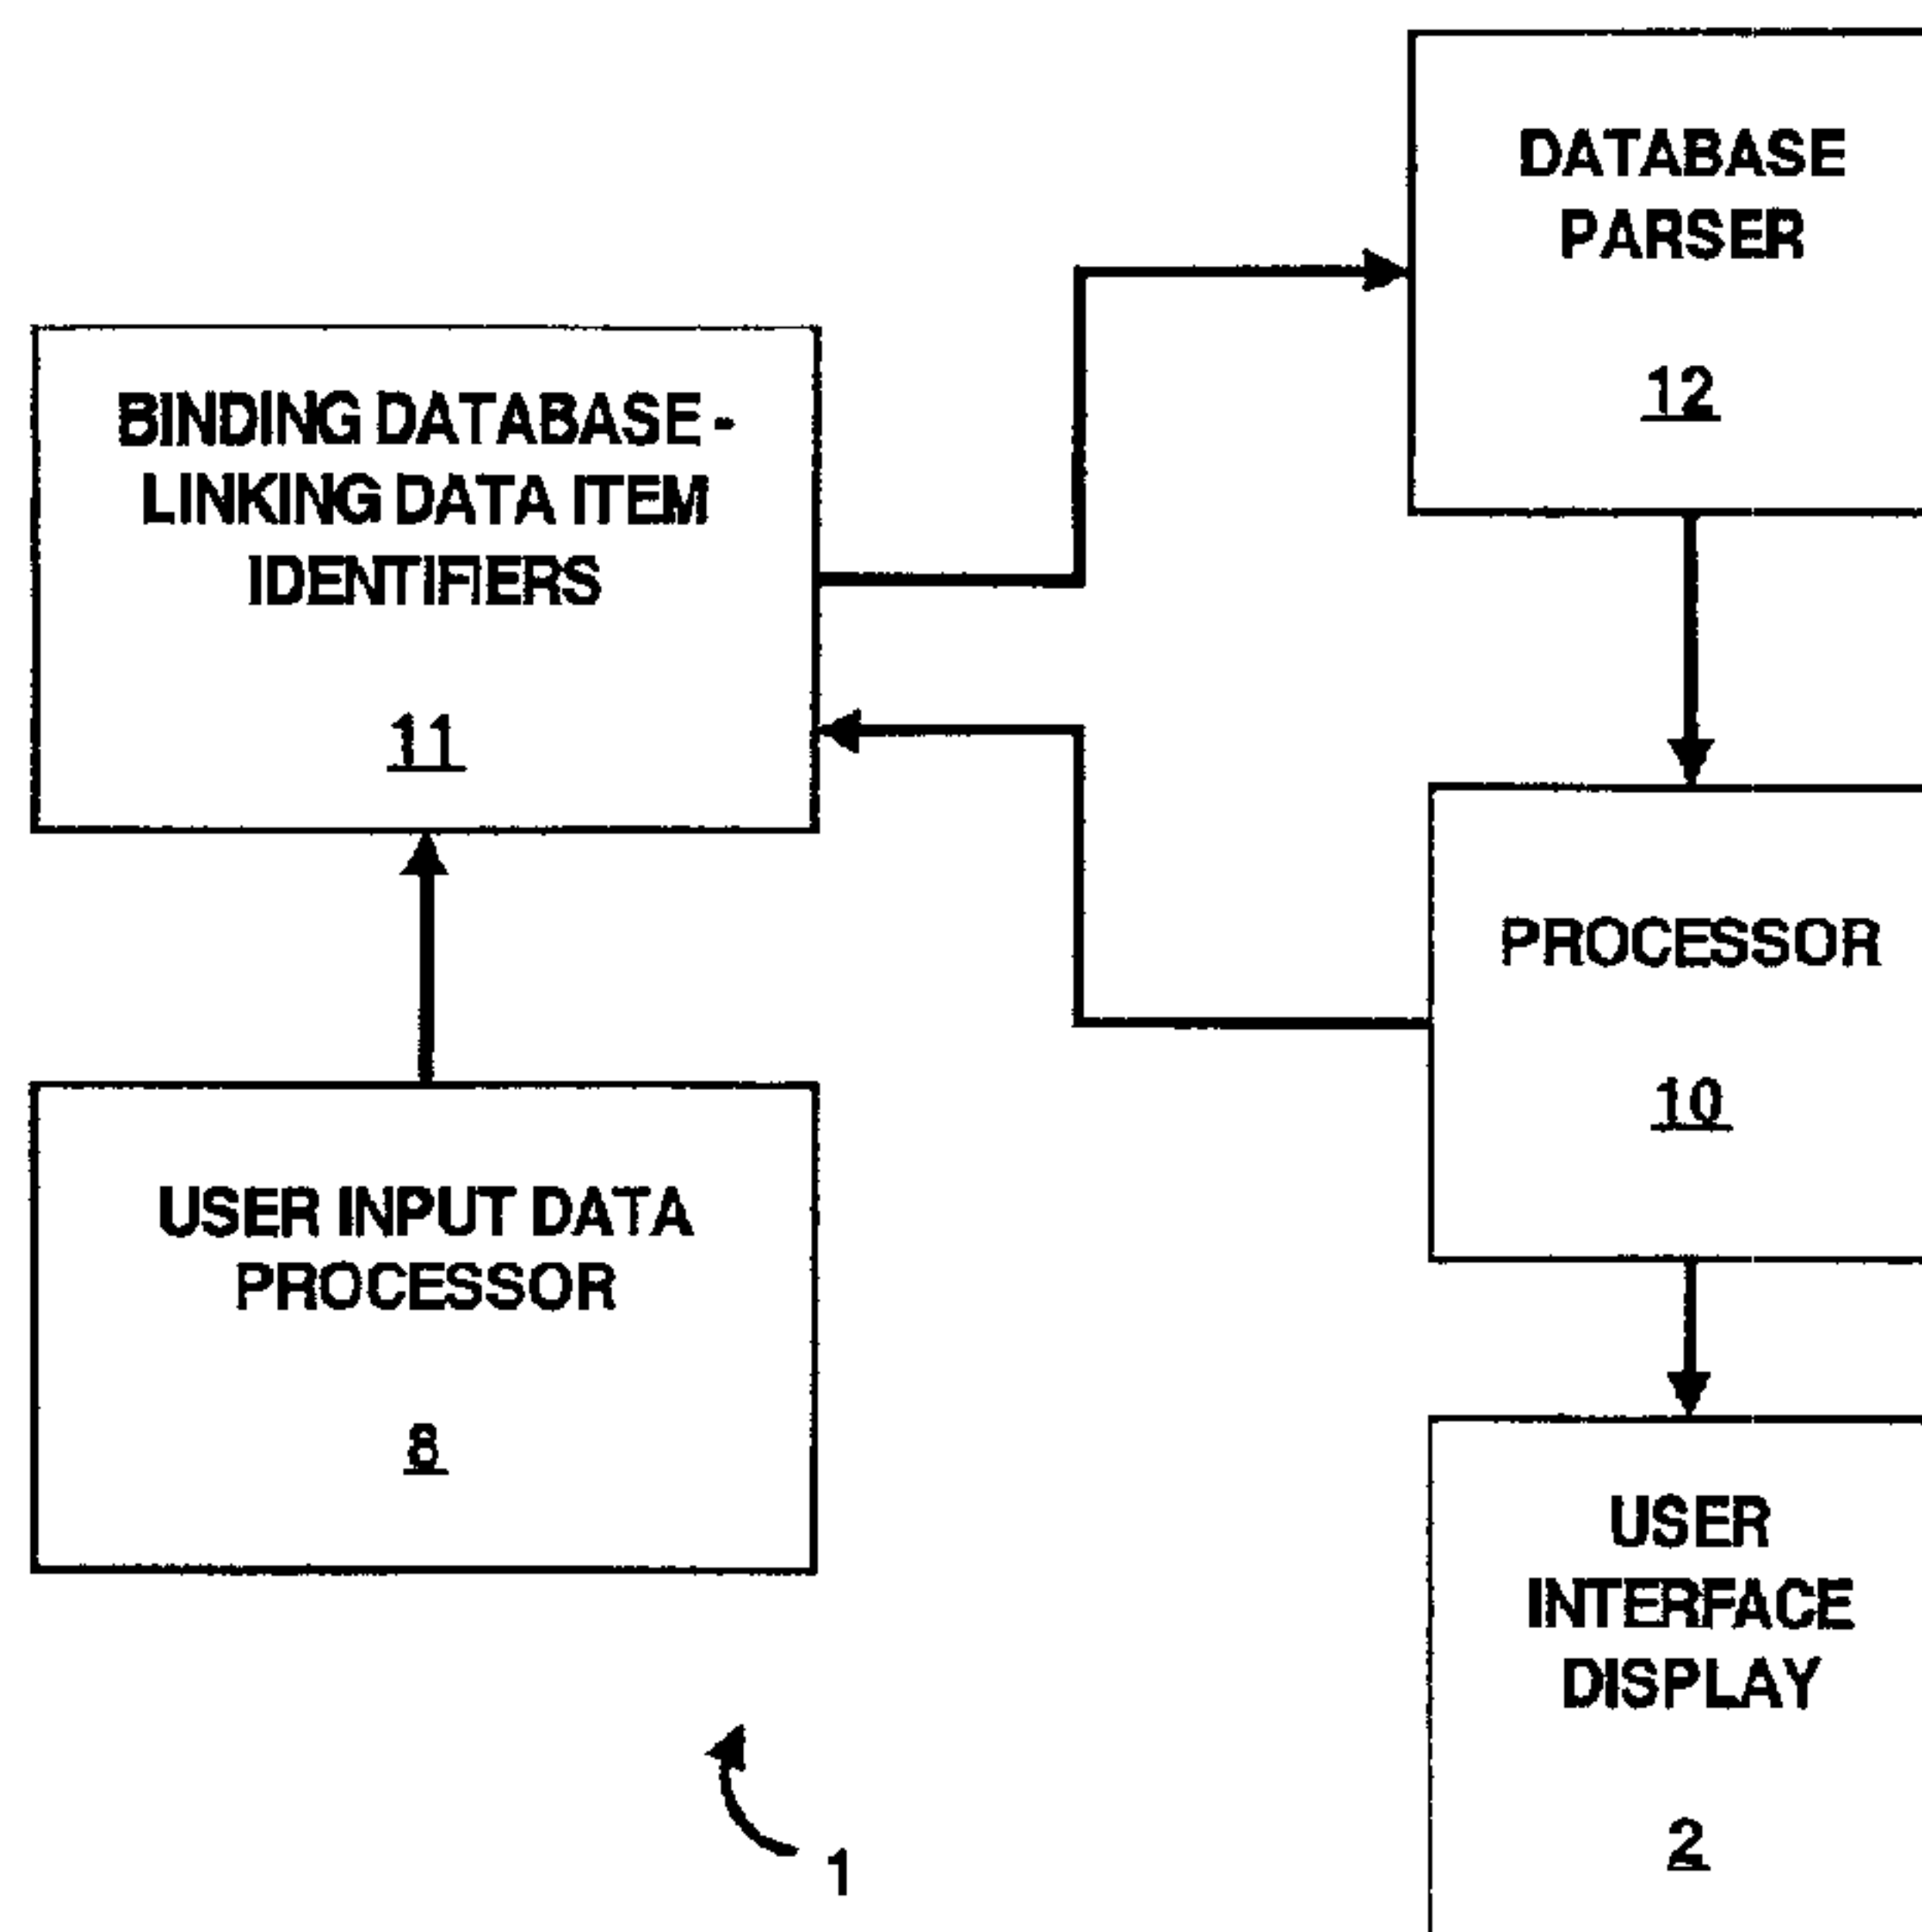 DATABASE
PARSER
12
BINDING DATABASE -
LINKING DATA ITEM
IDENTIFIERS
11
PROCESSOR
10
USER INPUT DATA
PROCESSOR
8
USER
INTERFACE
DISPLAY
2
1